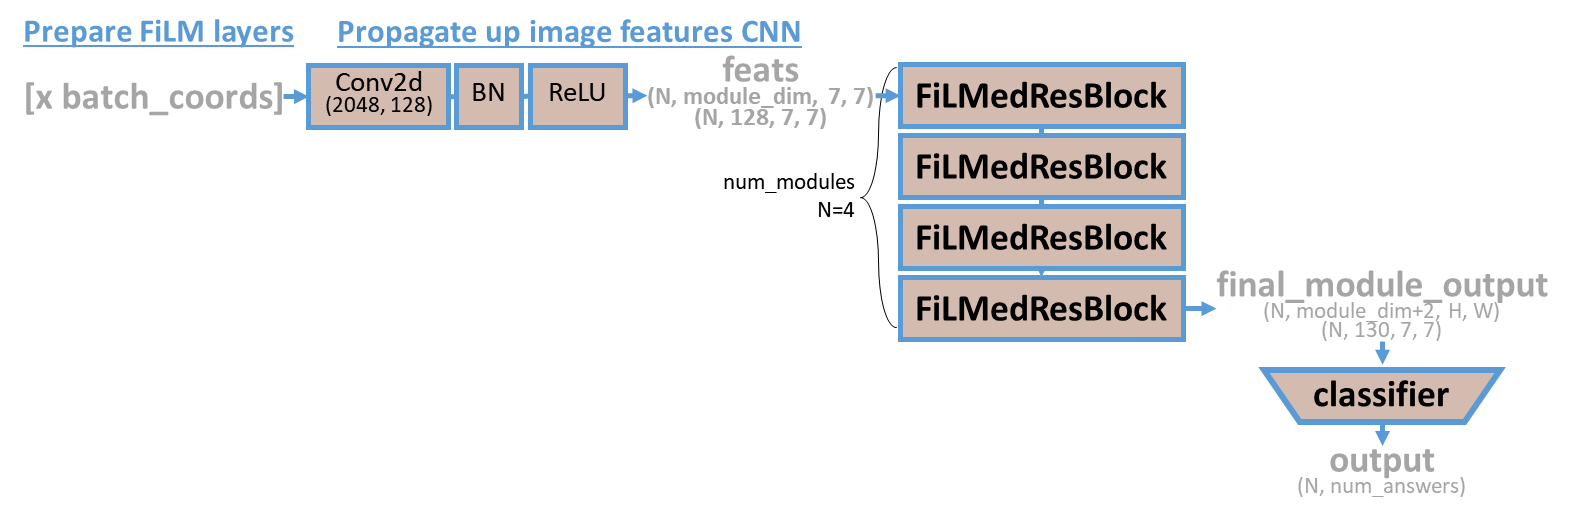 Prepare FiLM layers
Propagate up image features CNN
[x batch_coords]
Conv2d
(2048, 128)
BN
ReLU
feats
(N, module_dim, 7, 7)
(N, 128, 7, 7)
num_modules
N=4
FiLMedResBlock
FiLMedResBlock
FiLMedResBlock
FiLMedResBlock
final_module_output
(N, module_dim+2, H, W)
(N, 130, 7, 7)
classifier
output
(N, num_answers)